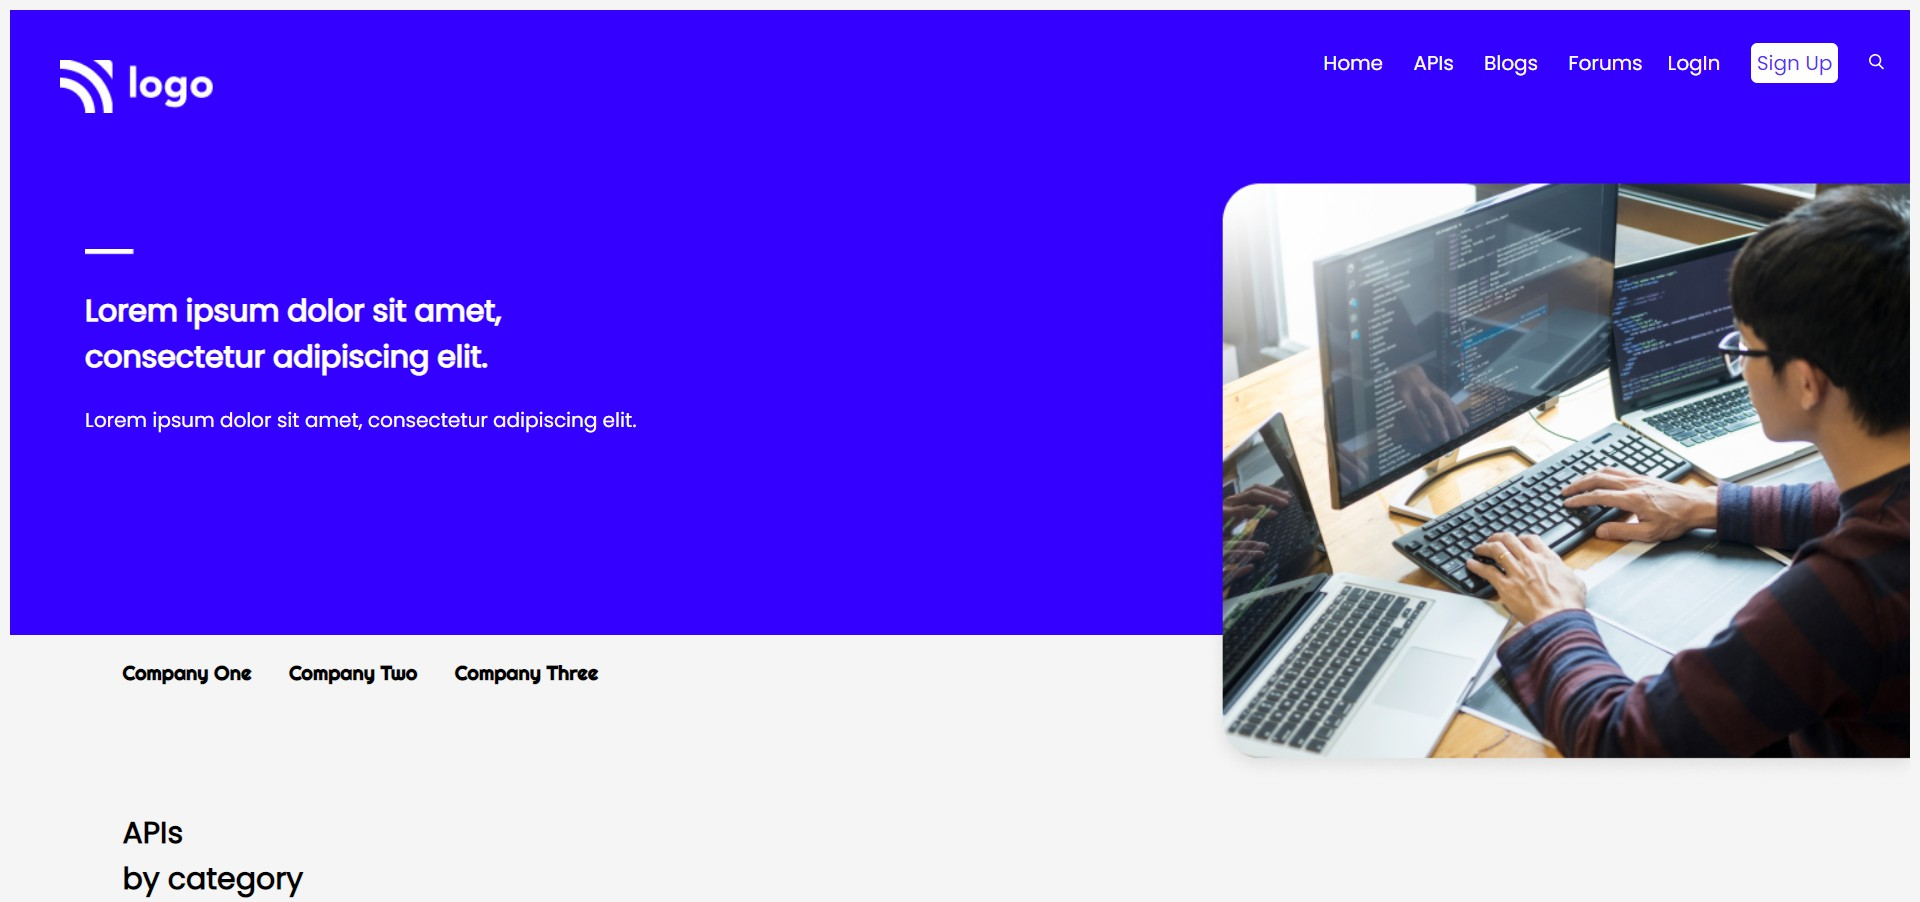 logo
Home APIs Blogs Forums LogIn Sign Up
Lorem ipsum dolor sit amet,
consectetur adipiscing elit.
Lorem ipsum dolor sit amet, consectetur adipiscing elit.
Company One Company Two Company Three
APIs
by category